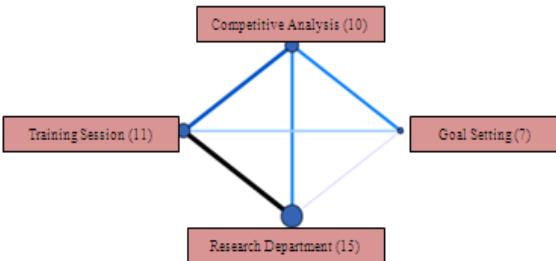 Competitive Analysis (10)
Training Session (11)
Goal Setting (7)
Research Department (15)